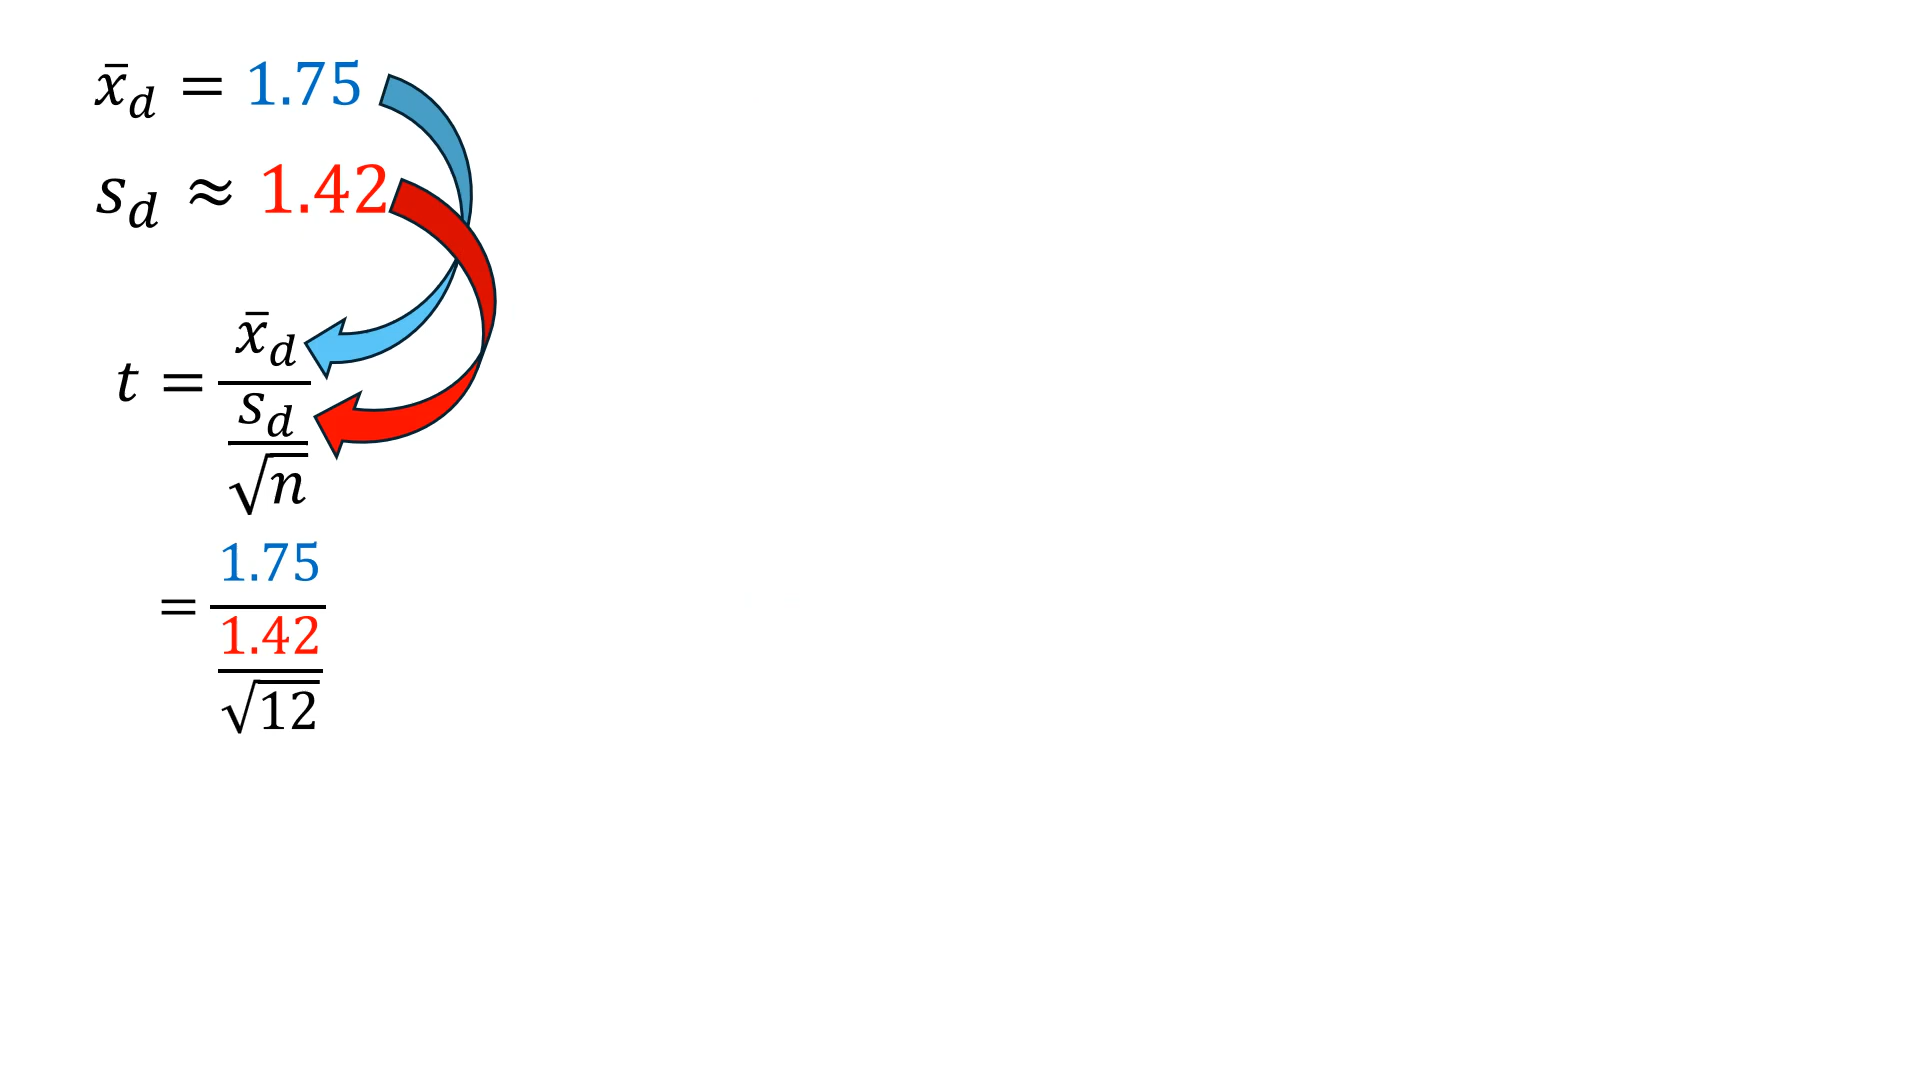 x̄_d = 1.75
s_d ≈ 1.42
t = x̄_d / (s_d / √n)
= 1.75 / (1.42 / √12)